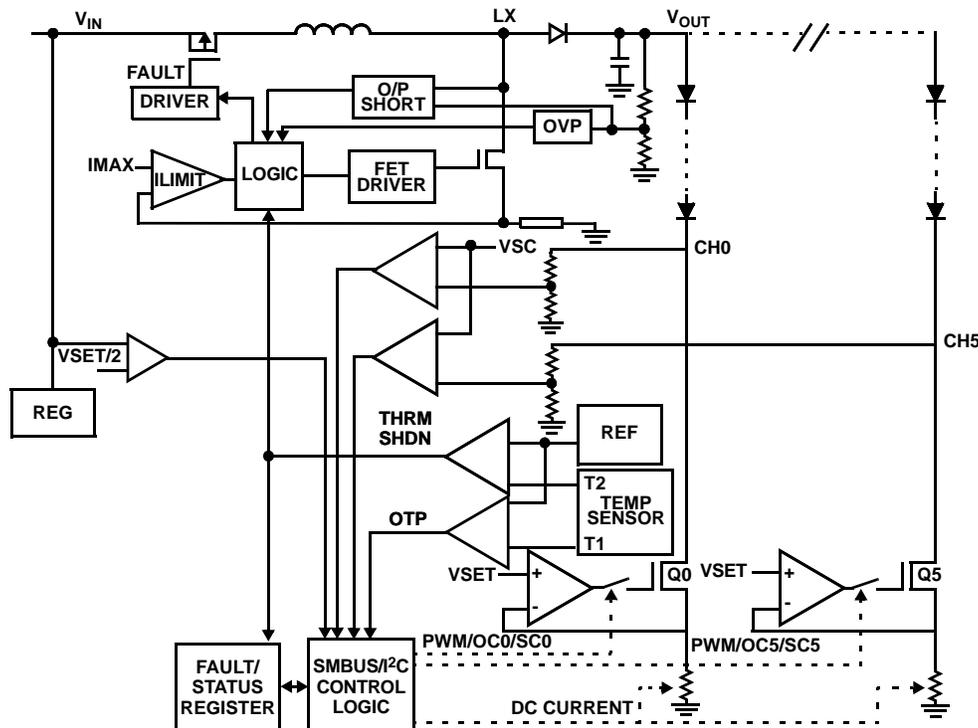 VIN
LX
VOUT
FAULT
DRIVER
O/P
SHORT
OVP
IMAX
ILIMIT
LOGIC
FET
DRIVER
VSC
CH0
CH5
VSET/2
REG
THRM
SHDN
REF
T2
TEMP
SENSOR
T1
OTP
VSET
+
-
Q0
VSET
+
-
Q5
PWM/OC0/SC0
PWM/OC5/SC5
FAULT/
STATUS
REGISTER
SMBUS/I²C
CONTROL
LOGIC
DC CURRENT